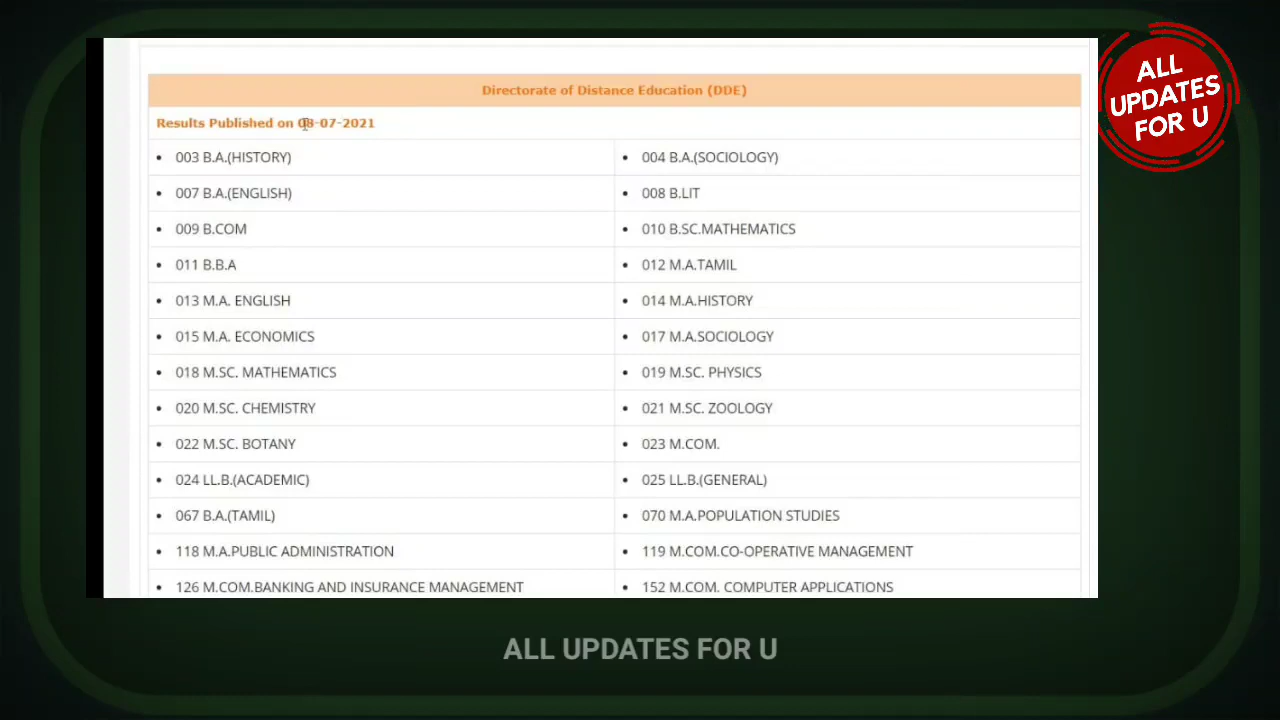 Directorate of Distance Education (DDE)
Results Published on 08-07-2021
• 003 B.A.(HISTORY)
• 004 B.A.(SOCIOLOGY)
• 007 B.A.(ENGLISH)
• 008 B.LIT
• 009 B.COM
• 010 B.SC.MATHEMATICS
• 011 B.B.A
• 012 M.A.TAMIL
• 013 M.A. ENGLISH
• 014 M.A.HISTORY
• 015 M.A. ECONOMICS
• 017 M.A.SOCIOLOGY
• 018 M.SC. MATHEMATICS
• 019 M.SC. PHYSICS
• 020 M.SC. CHEMISTRY
• 021 M.SC. ZOOLOGY
• 022 M.SC. BOTANY
• 023 M.COM.
• 024 LL.B.(ACADEMIC)
• 025 LL.B.(GENERAL)
• 067 B.A.(TAMIL)
• 070 M.A.POPULATION STUDIES
• 118 M.A.PUBLIC ADMINISTRATION
• 119 M.COM.CO-OPERATIVE MANAGEMENT
• 126 M.COM.BANKING AND INSURANCE MANAGEMENT
• 152 M.COM. COMPUTER APPLICATIONS
ALL
UPDATES
FOR U
ALL UPDATES FOR U